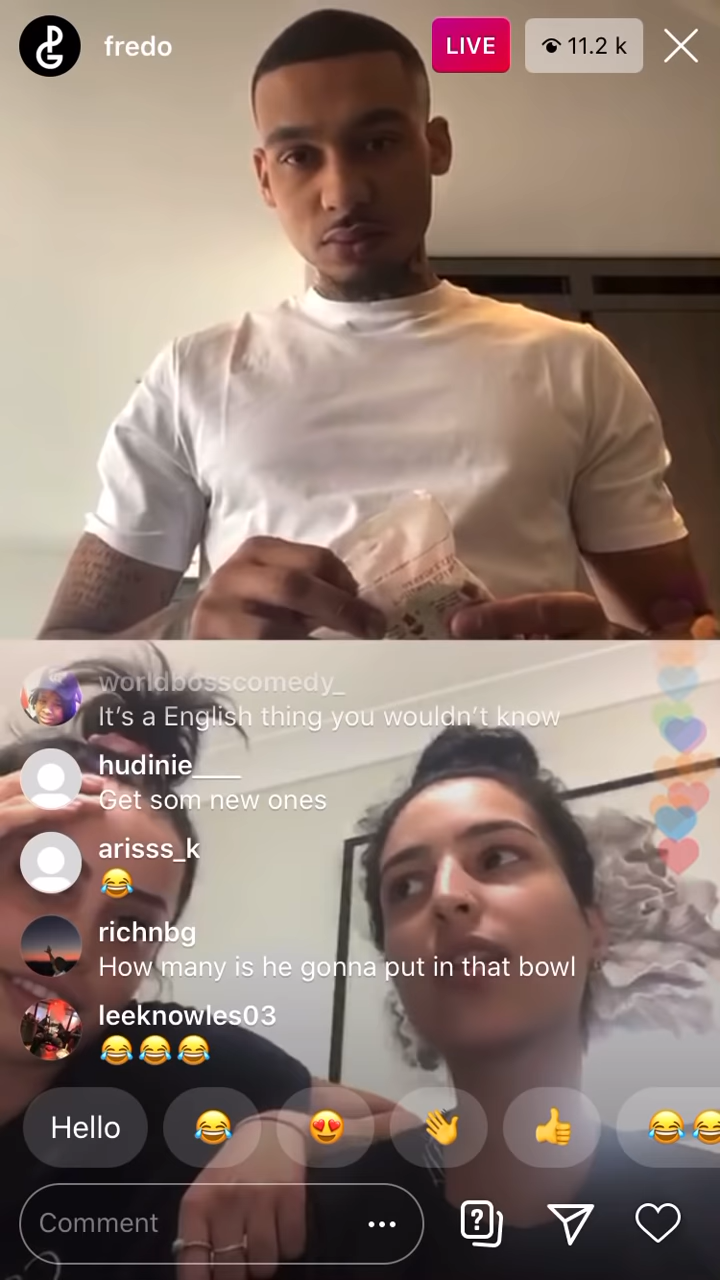 fredo
LIVE
11.2 k
worldbosscomedy_
It's a English thing you wouldn't know
hudinie____
Get som new ones
arisss_k
😂
richnbg
How many is he gonna put in that bowl
leeknowles03
😂😂😂
Hello 😂 😍 👋 👍 😂😂
Comment